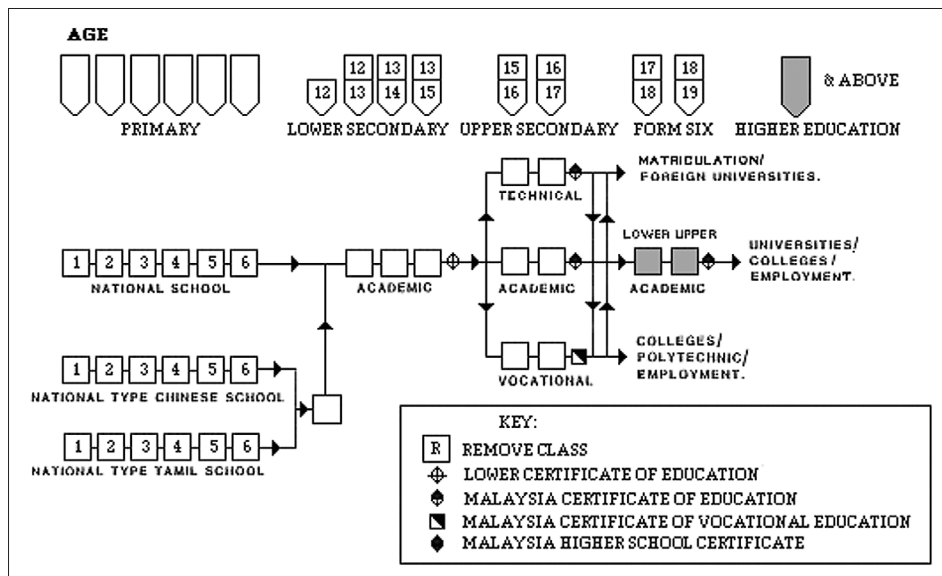 AGE
12 13 13 15 16 17 18
12 13 14 15 16 17 18 19
& ABOVE
PRIMARY LOWER SECONDARY UPPER SECONDARY FORM SIX HIGHER EDUCATION
MATRICULATION/
FOREIGN UNIVERSITIES.
TECHNICAL
LOWER UPPER
1 2 3 4 5 6
NATIONAL SCHOOL
ACADEMIC
ACADEMIC
ACADEMIC
UNIVERSITIES/
COLLEGES/
EMPLOYMENT.
1 2 3 4 5 6
NATIONAL TYPE CHINESE SCHOOL
VOCATIONAL
COLLEGES/
POLYTECHNIC/
EMPLOYMENT.
1 2 3 4 5 6
NATIONAL TYPE TAMIL SCHOOL
KEY:
R REMOVE CLASS
LOWER CERTIFICATE OF EDUCATION
MALAYSIA CERTIFICATE OF EDUCATION
MALAYSIA CERTIFICATE OF VOCATIONAL EDUCATION
MALAYSIA HIGHER SCHOOL CERTIFICATE